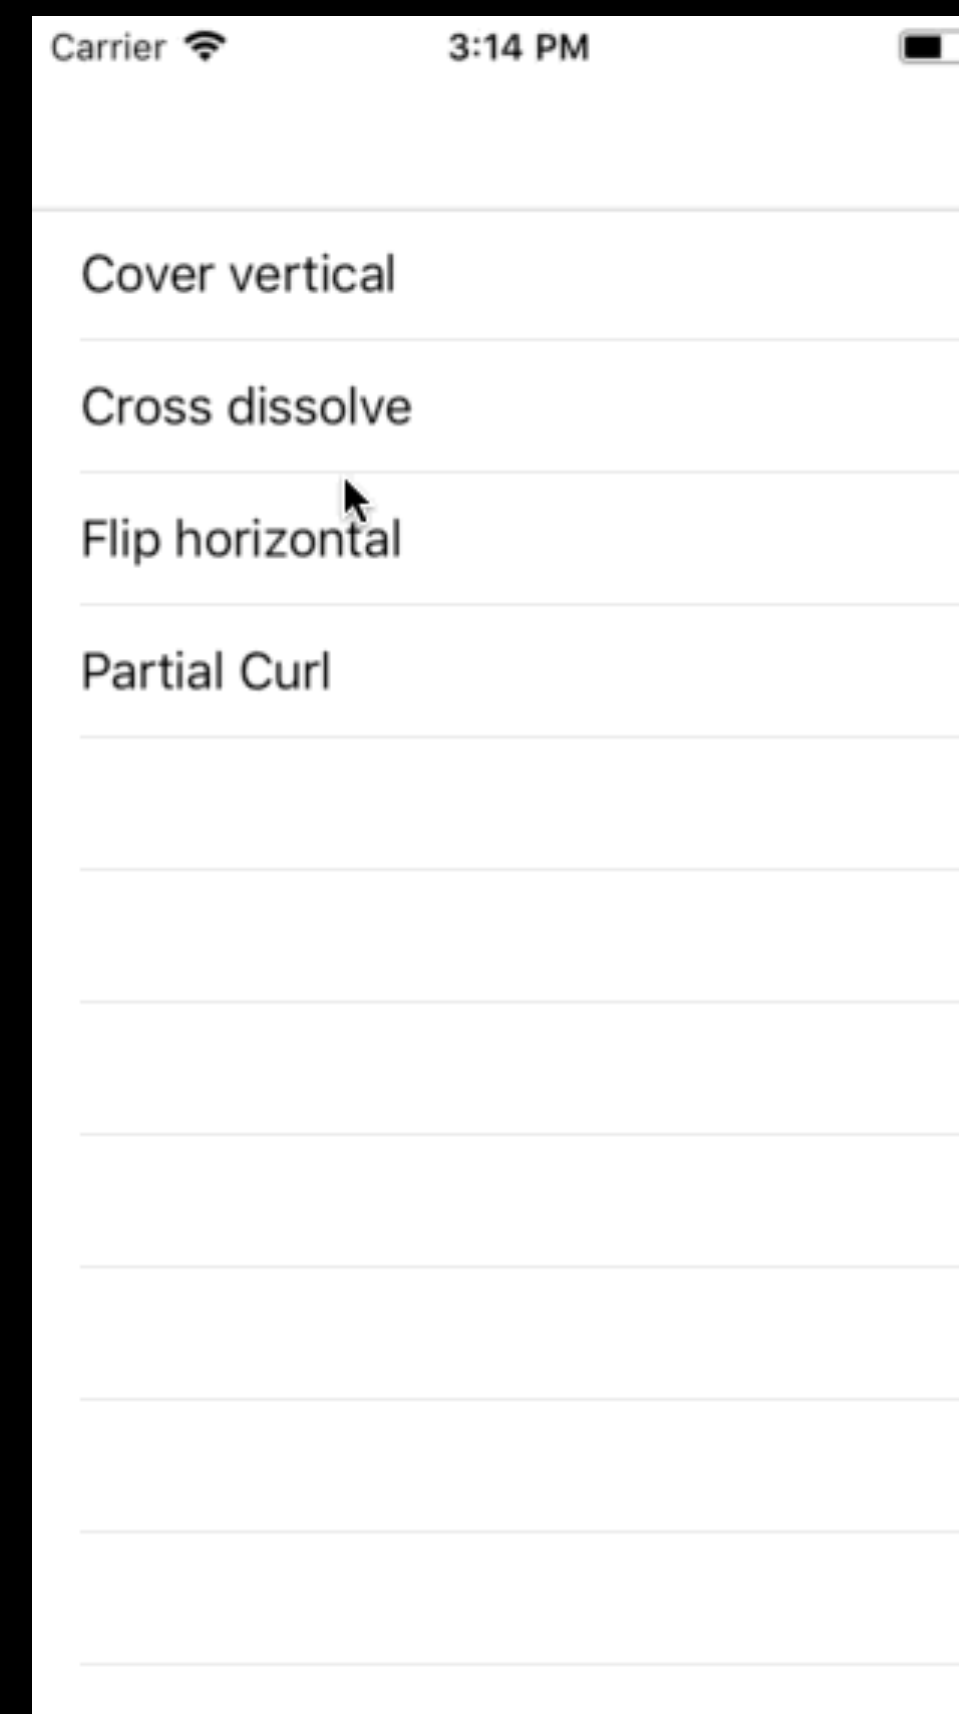 Carrier 3:14 PM
Cover vertical
Cross dissolve
Flip horizontal
Partial Curl